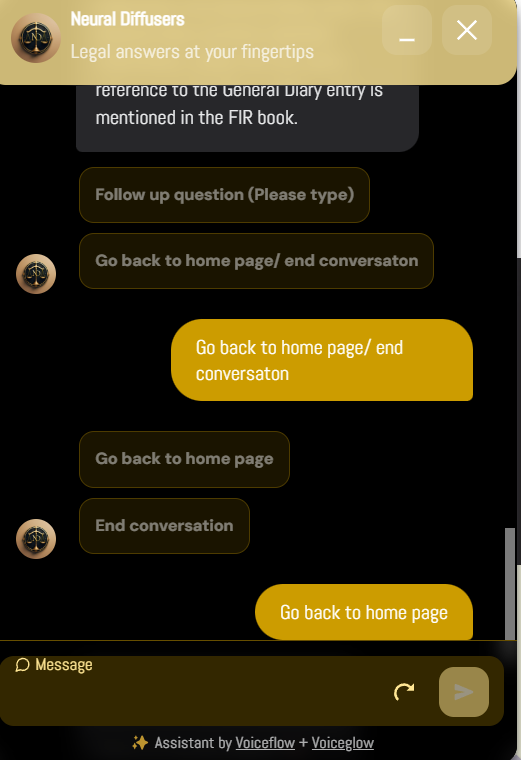 Neural Diffusers
Legal answers at your fingertips
reference to the General Diary entry is
mentioned in the FIR book.
Follow up question (Please type)
Go back to home page/ end conversaton
Go back to home page/ end
conversaton
Go back to home page
End conversation
Go back to home page
Message
Assistant by Voiceflow + Voiceglow